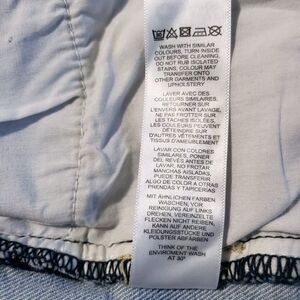 WASH WITH SIMILAR
COLOURS, TURN INSIDE
OUT BEFORE CLEANING,
DO NOT RUB ISOLATED
STAINS, COLOUR MAY
TRANSFER ONTO
OTHER GARMENTS AND
UPHOLSTERY
LAVER AVEC DES
COULEURS SIMILAIRES,
RETOURNER SUR
L'ENVERS AVANT LAVAGE,
NE PAS FROTTER SUR
LES TACHES ISOLÉES,
LES COULEURS PEUVENT
DÉTEINDRE SUR
D'AUTRES VÊTEMENTS ET
TISSUS D'AMEUBLEMENT
LAVAR CON COLORES
SIMILARES, PONER
DEL REVÉS ANTES DE
LAVAR, NO FROTAR
MANCHAS AISLADAS,
PUEDE TRANSFERIR
ALGO DE COLOR A OTRAS
PRENDAS Y TAPICERÍAS
MIT ÄHNLICHEN FARBEN
WASCHEN, VOR DER
REINIGUNG AUF LINKS
DREHEN, VEREINZELTE
FLECKEN NICHT REIBEN,
FARBE KANN AUF
ANDERE
KLEIDUNGSSTÜCKE UND
POLSTER ABFÄRBEN
THINK OF THE
ENVIRONMENT WASH
AT 30°